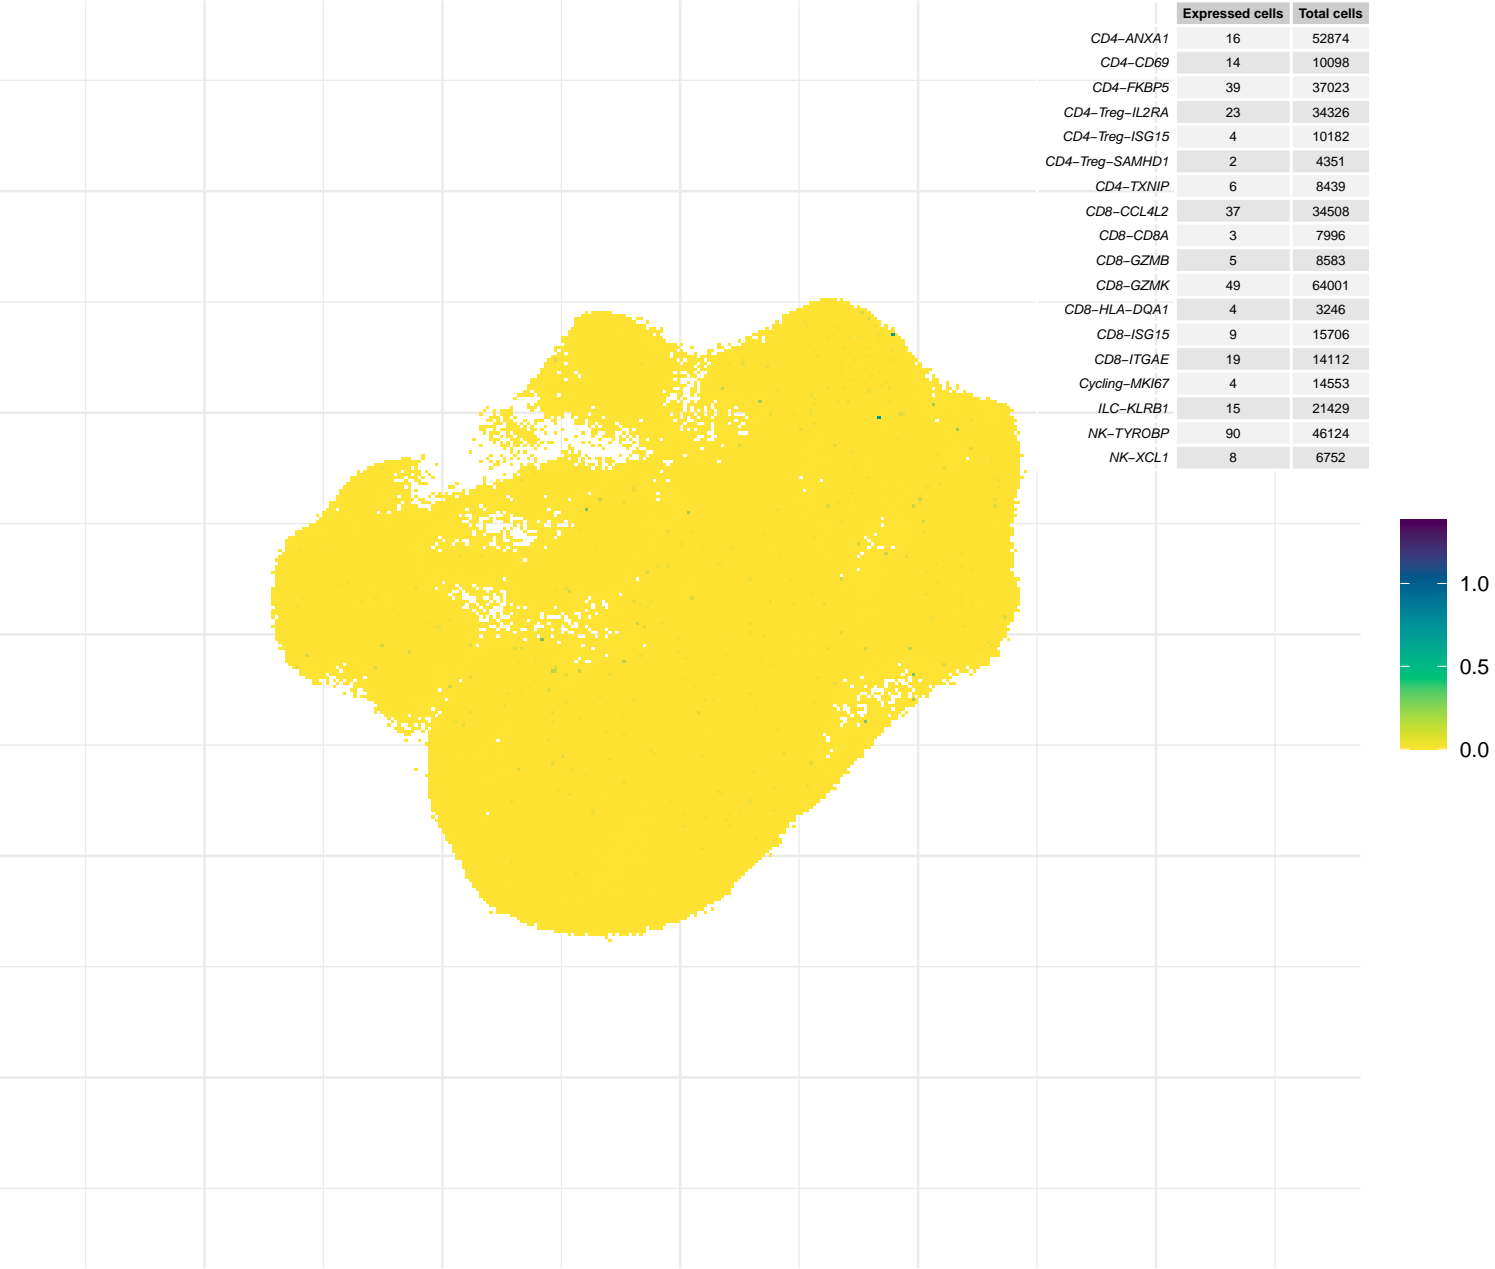 Expressed cells Total cells
CD4−ANXA1 16 52874
CD4−CD69 14 10098
CD4−FKBP5 39 37023
CD4−Treg−IL2RA 23 34326
CD4−Treg−ISG15 4 10182
CD4−Treg−SAMHD1 2 4351
CD4−TXNIP 6 8439
CD8−CCL4L2 37 34508
CD8−CD8A 3 7996
CD8−GZMB 5 8583
CD8−GZMK 49 64001
CD8−HLA−DQA1 4 3246
CD8−ISG15 9 15706
CD8−ITGAE 19 14112
Cycling−MKI67 4 14553
ILC−KLRB1 15 21429
NK−TYROBP 90 46124
NK−XCL1 8 6752
1.0
0.5
0.0